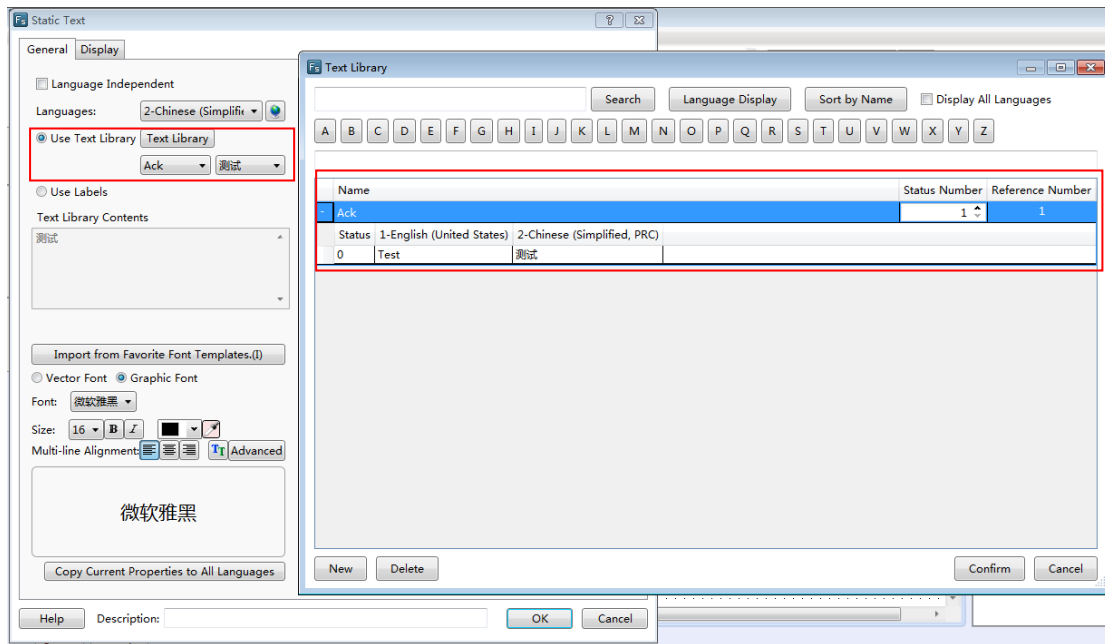 Fs Static Text
General Display
Language Independent
Languages: 2-Chinese (Simplifie
Use Text Library Text Library
Ack 测试
Use Labels
Text Library Contents
测试
Import from Favorite Font Templates.(I)
Vector Font Graphic Font
Font: 微软雅黑
Size: 16 B I
Multi-line Alignment: TT Advanced
微软雅黑
Copy Current Properties to All Languages
Help Description: OK Cancel
Fs Text Library
Search Language Display Sort by Name Display All Languages
A B C D E F G H I J K L M N O P Q R S T U V W X Y Z
Name Status Number Reference Number
Ack 1 1
Status 1-English (United States) 2-Chinese (Simplified, PRC)
0 Test 测试
New Delete Confirm Cancel